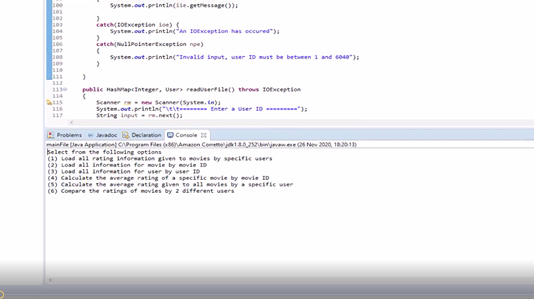 100 System.out.println(iie.getMessage());
101
102 }
103 catch(IOException ioe) {
104 System.out.println("An IOException has occured");
105 }
106 catch(NullPointerException npe)
107 {
108 System.out.println("Invalid input, user ID must be between 1 and 6040");
109 }
110
111 }
112
113 public HashMap<Integer, User> readUserFile() throws IOException
114 {
115 Scanner rm = new Scanner(System.in);
116 System.out.println("\t\t======== Enter a User ID =========");
117 String input = rm.next();
Problems Javadoc Declaration Console
mainFile [Java Application] C:\Program Files\Amazon Corretto\jdk1.8.0_252\bin\javaw.exe (26 Nov 2020, 18:20:13)
Select from the following options
(1) Load all rating information given to movies by specific users
(2) Load all information for movie by movie ID
(3) Load all information for user by user ID
(4) Calculate the average rating of a specific movie by movie ID
(5) Calculate the average rating given to all movies by a specific user
(6) Compare the ratings of movies by 2 different users